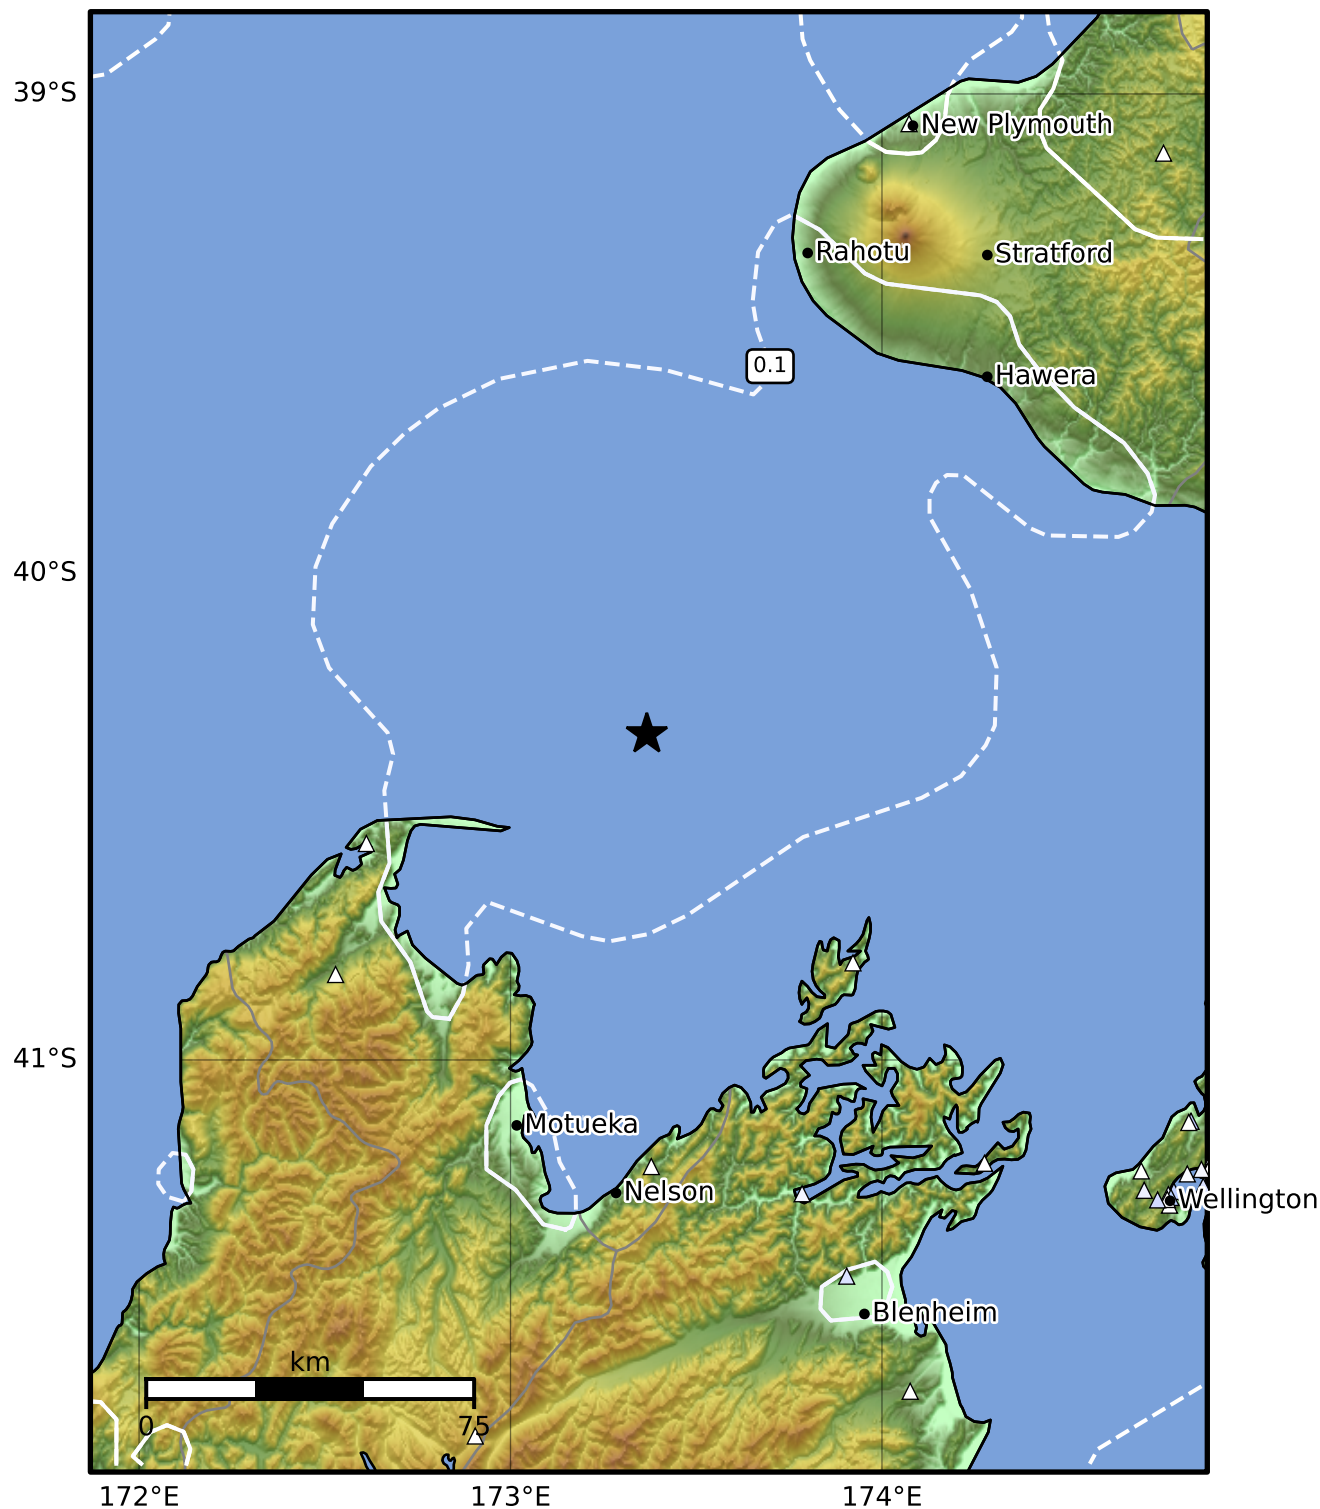 39°S
New Plymouth
Rahotu
Stratford
0.1
Hawera
40°S
41°S
Motueka
Nelson
Wellington
Blenheim
km
0
75
172°E
173°E
174°E